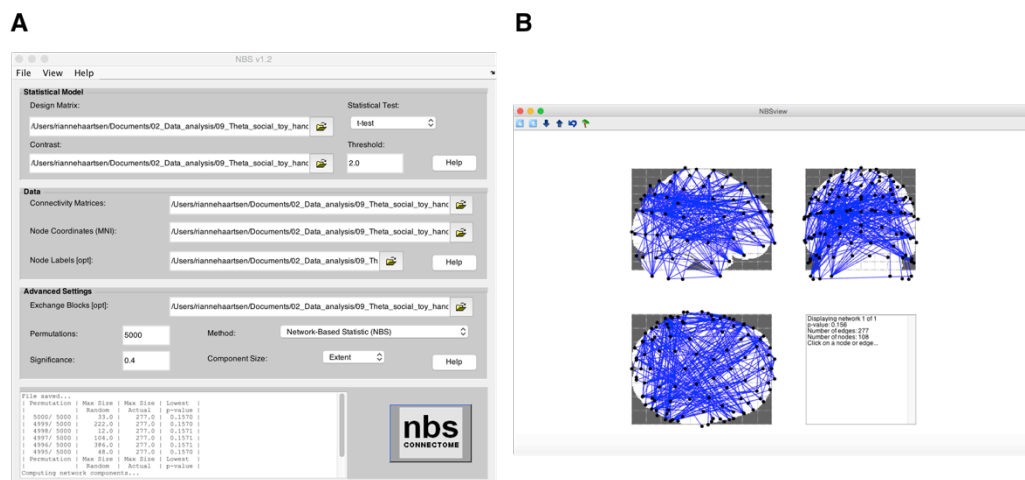 A
B
NBS v1.2
File View Help
Statistical Model
Design Matrix:
Statistical Test:
/Users/riannehaartsen/Documents/02_Data_analysis/09_Theta_social_toy_hanc
t-test
Contrast:
Threshold:
/Users/riannehaartsen/Documents/02_Data_analysis/09_Theta_social_toy_hanc
2.0
Help
Data
Connectivity Matrices:
/Users/riannehaartsen/Documents/02_Data_analysis/09_Theta_social_toy_hanc
Node Coordinates (MNI):
/Users/riannehaartsen/Documents/02_Data_analysis/09_Theta_social_toy_hanc
Node Labels [opt]:
/Users/riannehaartsen/Documents/02_Data_analysis/09_Th
Help
Advanced Settings
Exchange Blocks [opt]:
/Users/riannehaartsen/Documents/02_Data_analysis/09_Theta_social_toy_hanc
Permutations:
5000
Method:
Network-Based Statistic (NBS)
Significance:
0.4
Component Size:
Extent
Help
File saved...
| Permutation | Max Size | Max Size | Lowest |
| | Random | Actual | p-value |
| 5000/ 5000 | 33.0 | 277.0 | 0.1570 |
| 4999/ 5000 | 222.0 | 277.0 | 0.1570 |
| 4998/ 5000 | 12.0 | 277.0 | 0.1571 |
| 4997/ 5000 | 104.0 | 277.0 | 0.1571 |
| 4996/ 5000 | 386.0 | 277.0 | 0.1571 |
| 4995/ 5000 | 48.0 | 277.0 | 0.1570 |
| Permutation | Max Size | Max Size | Lowest |
| | Random | Actual | p-value |
Computing network components...
nbs
CONNECTOME
NBSview
Displaying network 1 of 1
p-value: 0.156
Number of edges: 277
Number of nodes: 108
Click on a node or edge...